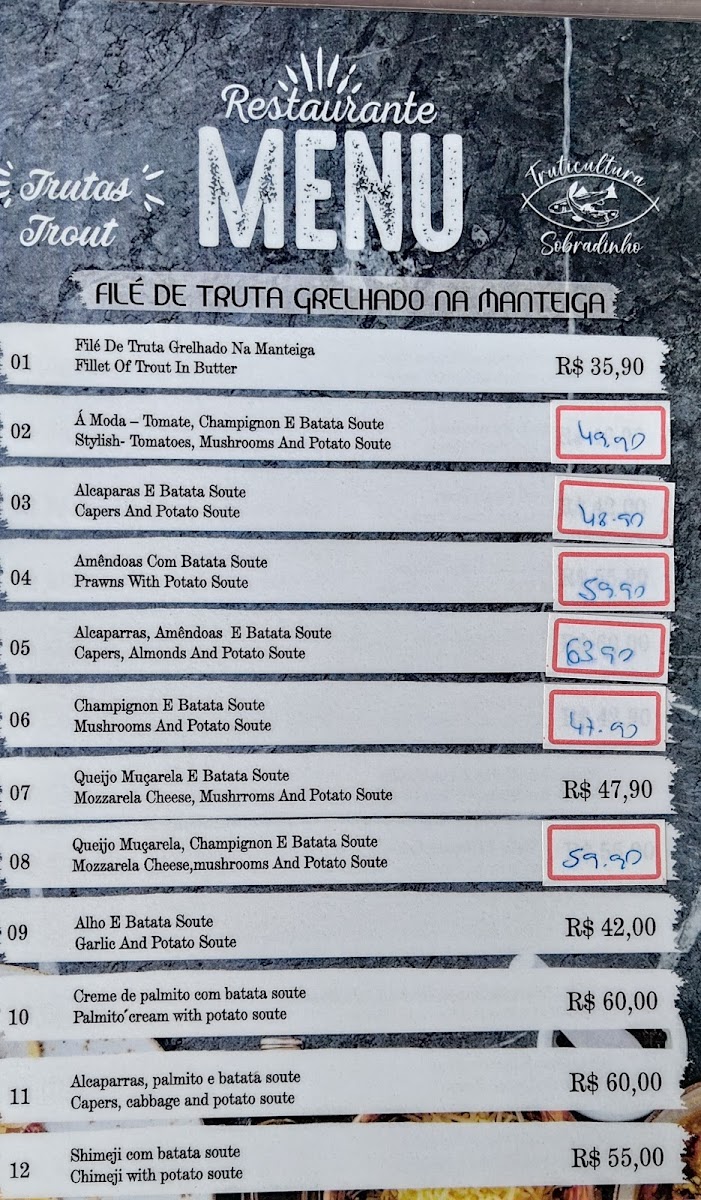 Restaurante
MENU
Trutas
Trout
Truticultura
Sobradinho
FILÉ DE TRUTA GRELHADO NA MANTEIGA
01
Filé De Truta Grelhado Na Manteiga
Fillet Of Trout In Butter
R$ 35,90
02
Á Moda – Tomate, Champignon E Batata Soute
Stylish- Tomatoes, Mushrooms And Potato Soute
49.90
03
Alcaparas E Batata Soute
Capers And Potato Soute
48.90
04
Amêndoas Com Batata Soute
Prawns With Potato Soute
59.90
05
Alcaparras, Amêndoas E Batata Soute
Capers, Almonds And Potato Soute
63.90
06
Champignon E Batata Soute
Mushrooms And Potato Soute
47.90
07
Queijo Muçarela E Batata Soute
Mozzarela Cheese, Mushrroms And Potato Soute
R$ 47,90
08
Queijo Muçarela, Champignon E Batata Soute
Mozzarela Cheese,mushrooms And Potato Soute
59.90
09
Alho E Batata Soute
Garlic And Potato Soute
R$ 42,00
10
Creme de palmito com batata soute
Palmito´cream with potato soute
R$ 60,00
11
Alcaparras, palmito e batata soute
Capers, cabbage and potato soute
R$ 60,00
12
Shimeji com batata soute
Chimeji with potato soute
R$ 55,00